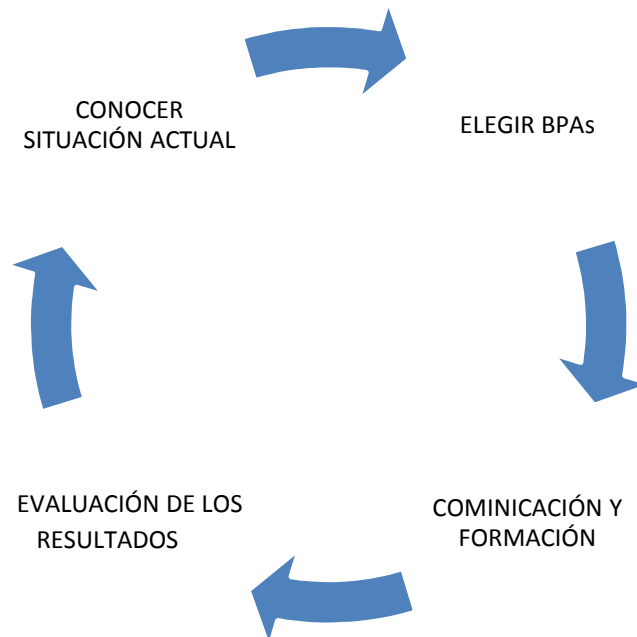 CONOCER
SITUACIÓN ACTUAL
ELEGIR BPAs
COMINICACIÓN Y
FORMACIÓN
EVALUACIÓN DE LOS
RESULTADOS